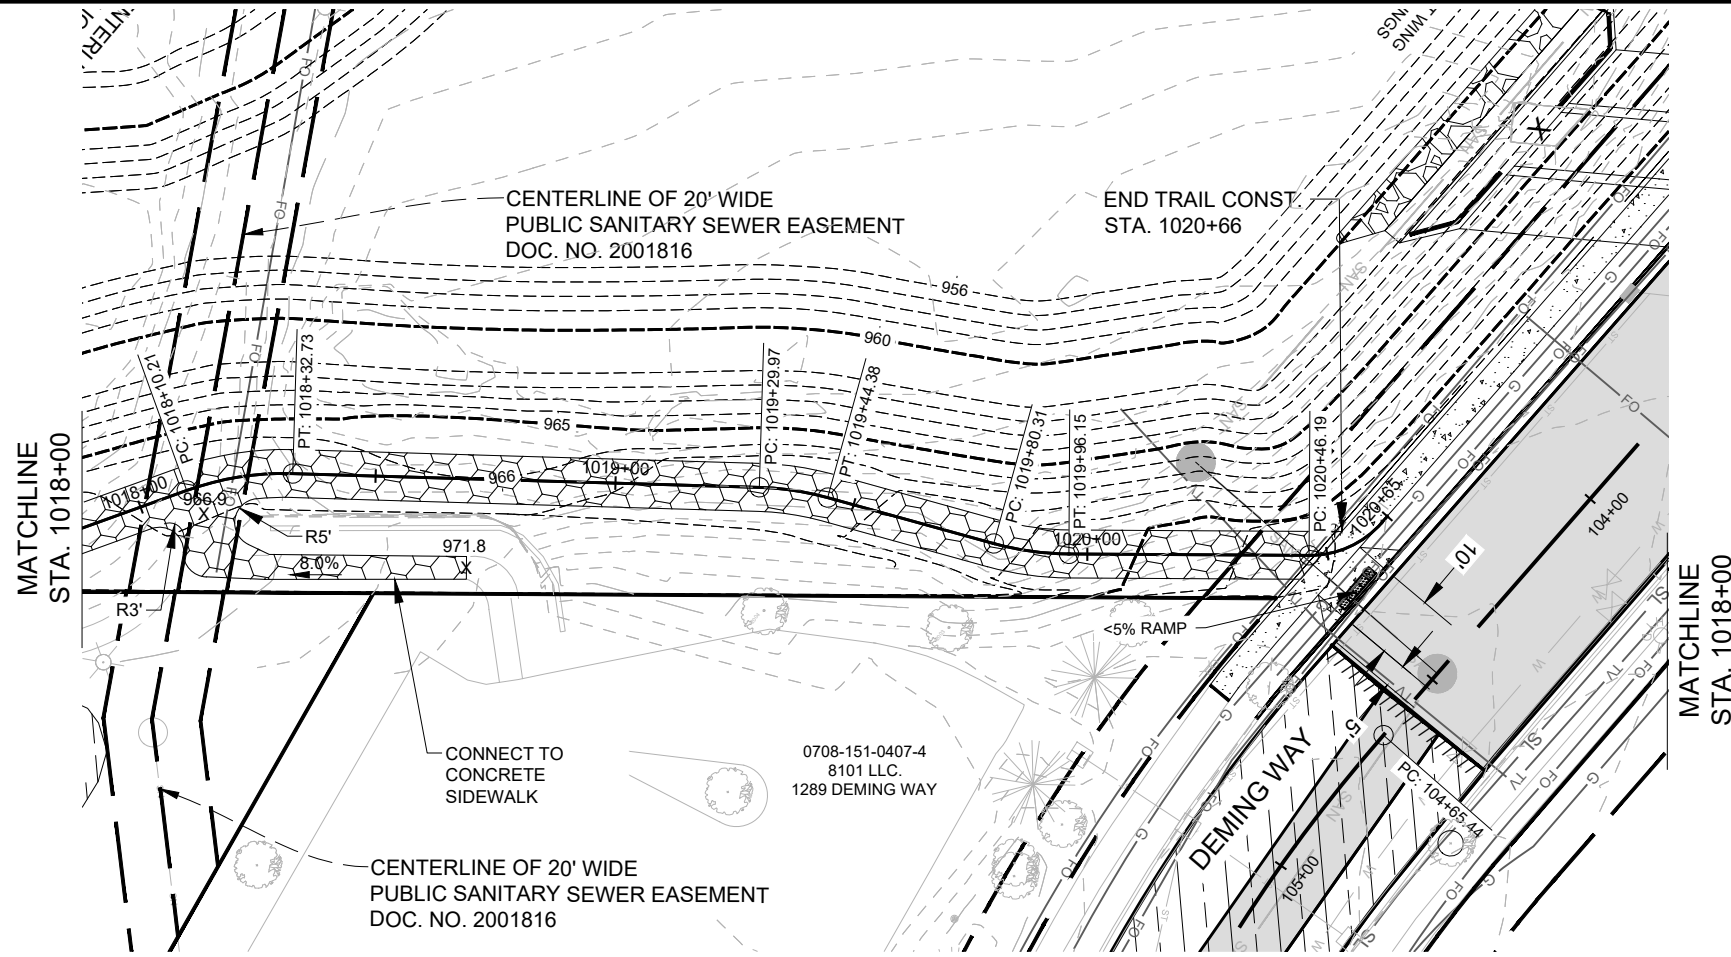 CENTERLINE OF 20' WIDE
PUBLIC SANITARY SEWER EASEMENT
DOC. NO. 2001816
END TRAIL CONST.
STA. 1020+66
956
960
965
966
MATCHLINE
STA. 1018+00
1018+00
PC: 1018+10.21
966.9
PT: 1018+32.73
1019+00
PC: 1019+29.97
PT: 1019+44.38
PC: 1019+80.31
PT: 1019+96.15
1020+00
PC: 1020+46.19
1020+65
R5'
8.0%
971.8
R3'
<5% RAMP
10'
104+00
MATCHLINE
STA. 1018+00
CONNECT TO
CONCRETE
SIDEWALK
0708-151-0407-4
8101 LLC.
1289 DEMING WAY
DEMING WAY
5'
PC: 104+65.44
105+00
CENTERLINE OF 20' WIDE
PUBLIC SANITARY SEWER EASEMENT
DOC. NO. 2001816